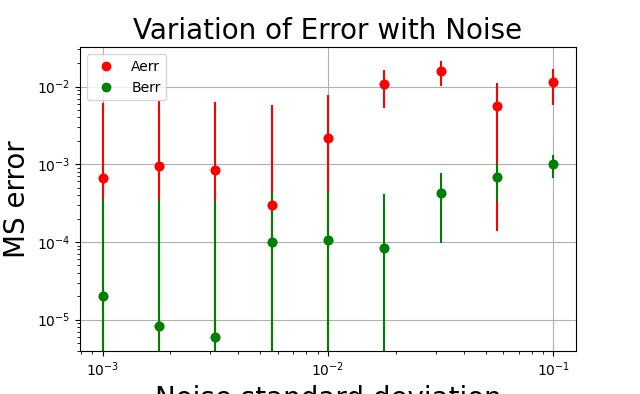 Variation of Error with Noise
Aerr
Berr
MS error
10⁻²
10⁻³
10⁻⁴
10⁻⁵
10⁻³
10⁻²
10⁻¹
Noise standard deviation